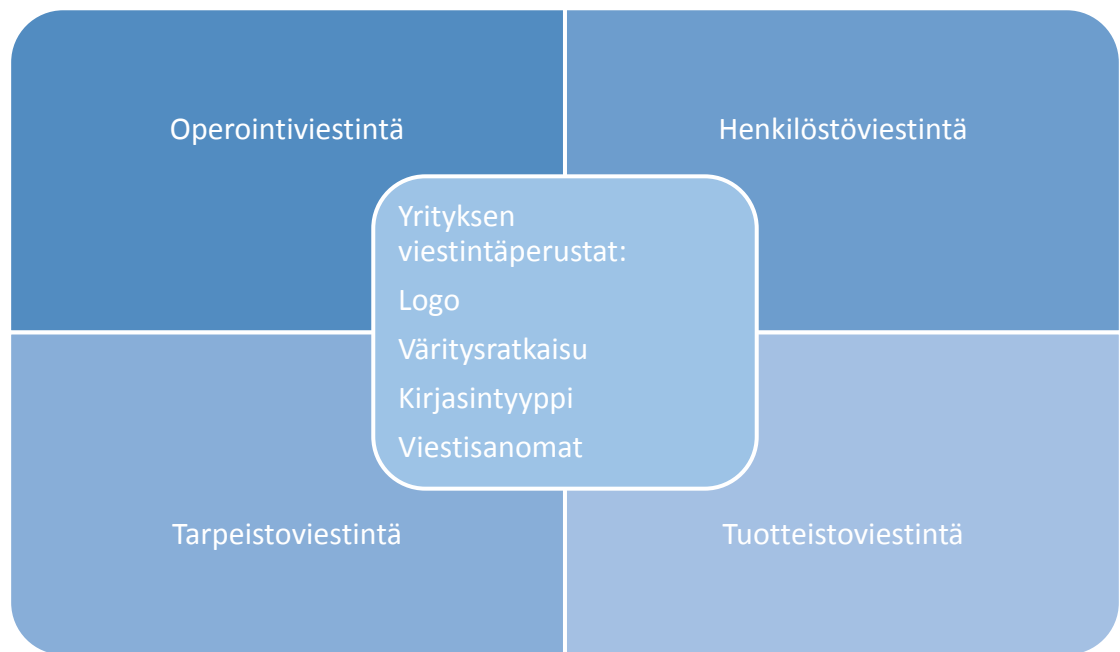 Operointiviestintä
Henkilöstöviestintä
Yrityksen
viestintäperustat:
Logo
Väritysratkaisu
Kirjasintyyppi
Viestisanomat
Tarpeistoviestintä
Tuotteistoviestintä